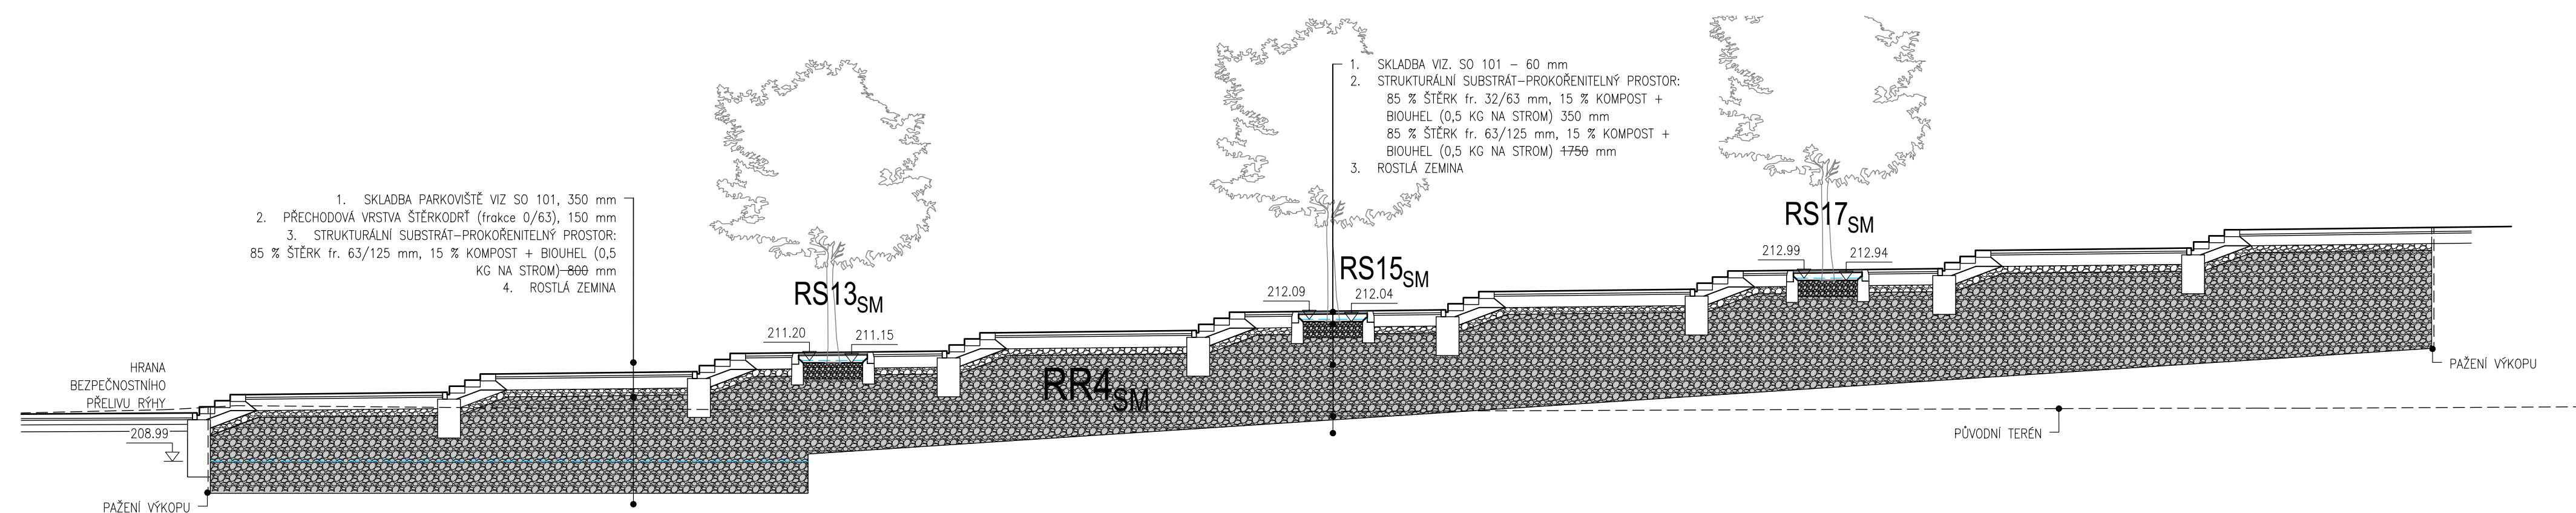 1. SKLADBA PARKOVIŠTĚ VIZ SO 101, 350 mm
2. PŘECHODOVÁ VRSTVA ŠTĚRKODRŤ (frakce 0/63), 150 mm
3. STRUKTURÁLNÍ SUBSTRÁT-PROKOŘENITELNÝ PROSTOR:
85 % ŠTĚRK fr. 63/125 mm, 15 % KOMPOST + BIOUHEL (0,5
KG NA STROM) 800 mm
4. ROSTLÁ ZEMINA
1. SKLADBA VIZ. SO 101 - 60 mm
2. STRUKTURÁLNÍ SUBSTRÁT-PROKOŘENITELNÝ PROSTOR:
85 % ŠTĚRK fr. 32/63 mm, 15 % KOMPOST +
BIOUHEL (0,5 KG NA STROM) 350 mm
85 % ŠTĚRK fr. 63/125 mm, 15 % KOMPOST +
BIOUHEL (0,5 KG NA STROM) 1750 mm
3. ROSTLÁ ZEMINA
RS13SM
211.20
211.15
RS15SM
212.09
212.04
RS17SM
212.99
212.94
RR4SM
HRANA
BEZPEČNOSTNÍHO
PŘELIVU RÝHY
208.99
PAŽENÍ VÝKOPU
PŮVODNÍ TERÉN
PAŽENÍ VÝKOPU